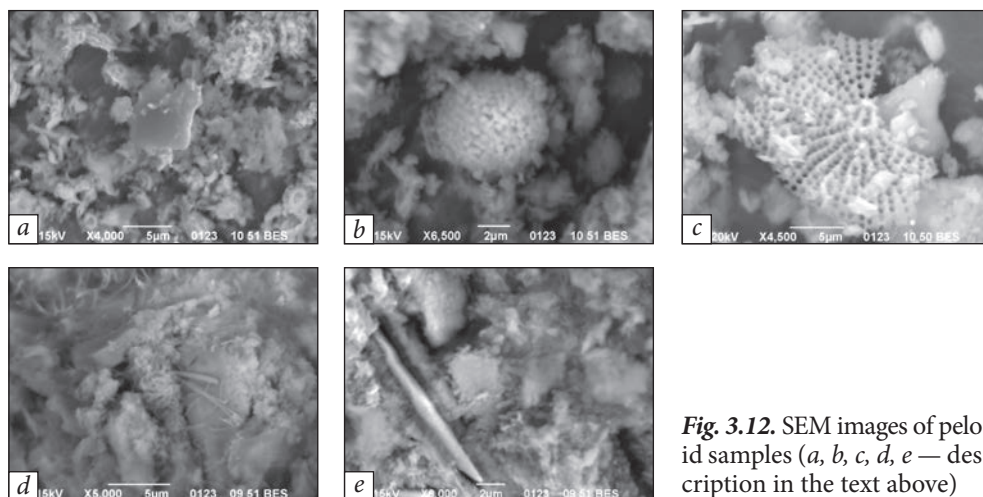 a 15kV X4,000 5µm 0123 10 51 BES
b 15kV X6,500 2µm 0123 10 51 BES
c 20kV X4,500 5µm 0123 10 50 BES
d 15kV X5,000 5µm 0123 09 51 BES
e 15kV 2µm 0123 09 51 BES
Fig. 3.12. SEM images of pelo
id samples (a, b, c, d, e — des
cription in the text above)